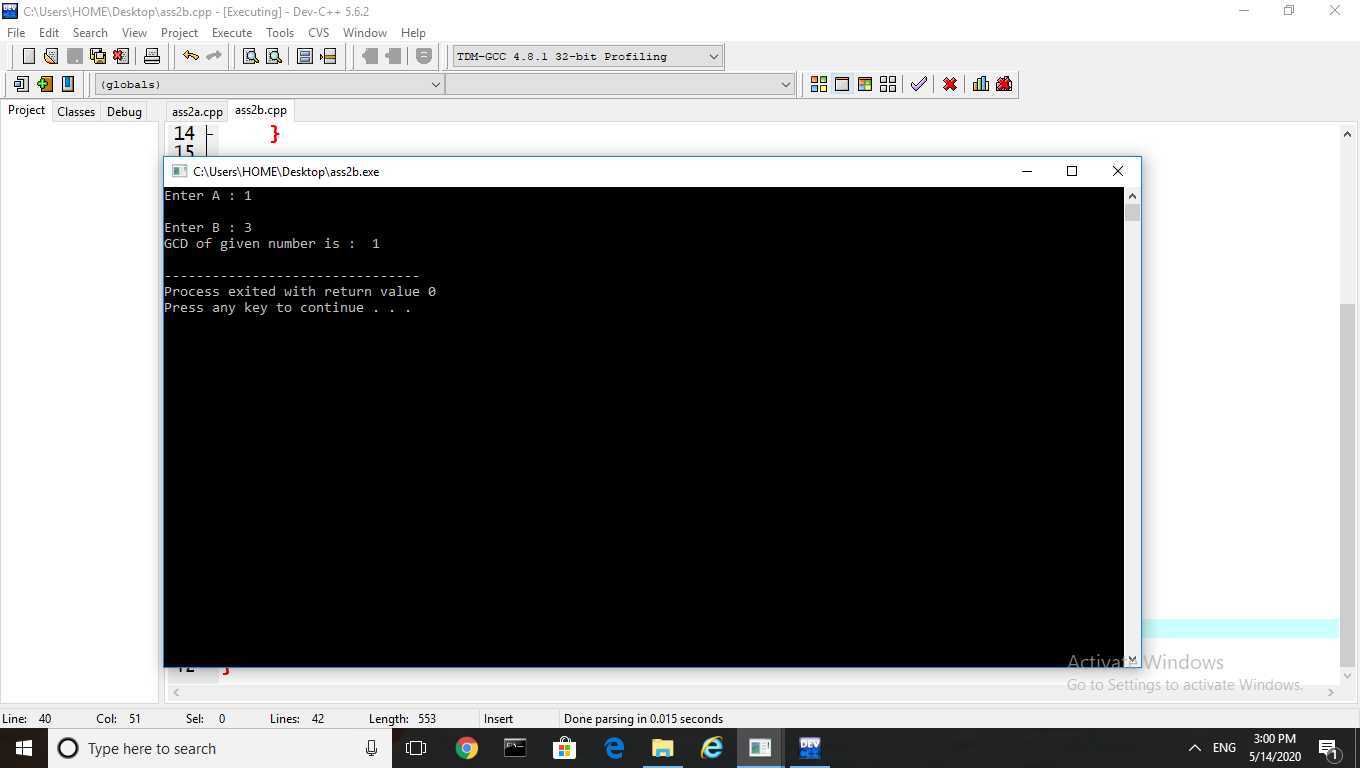 C:\Users\HOME\Desktop\ass2b.cpp - [Executing] - Dev-C++ 5.6.2
File Edit Search View Project Execute Tools CVS Window Help
TDM-GCC 4.8.1 32-bit Profiling
(globals)
Project Classes Debug
ass2a.cpp ass2b.cpp
14 }
15
C:\Users\HOME\Desktop\ass2b.exe
Enter A : 1
Enter B : 3
GCD of given number is :  1
--------------------------------
Process exited with return value 0
Press any key to continue . . .
}
Activate Windows
Go to Settings to activate Windows.
Line: 40 Col: 51 Sel: 0 Lines: 42 Length: 553 Insert Done parsing in 0.015 seconds
Type here to search
DEV
ENG
3:00 PM
5/14/2020
1